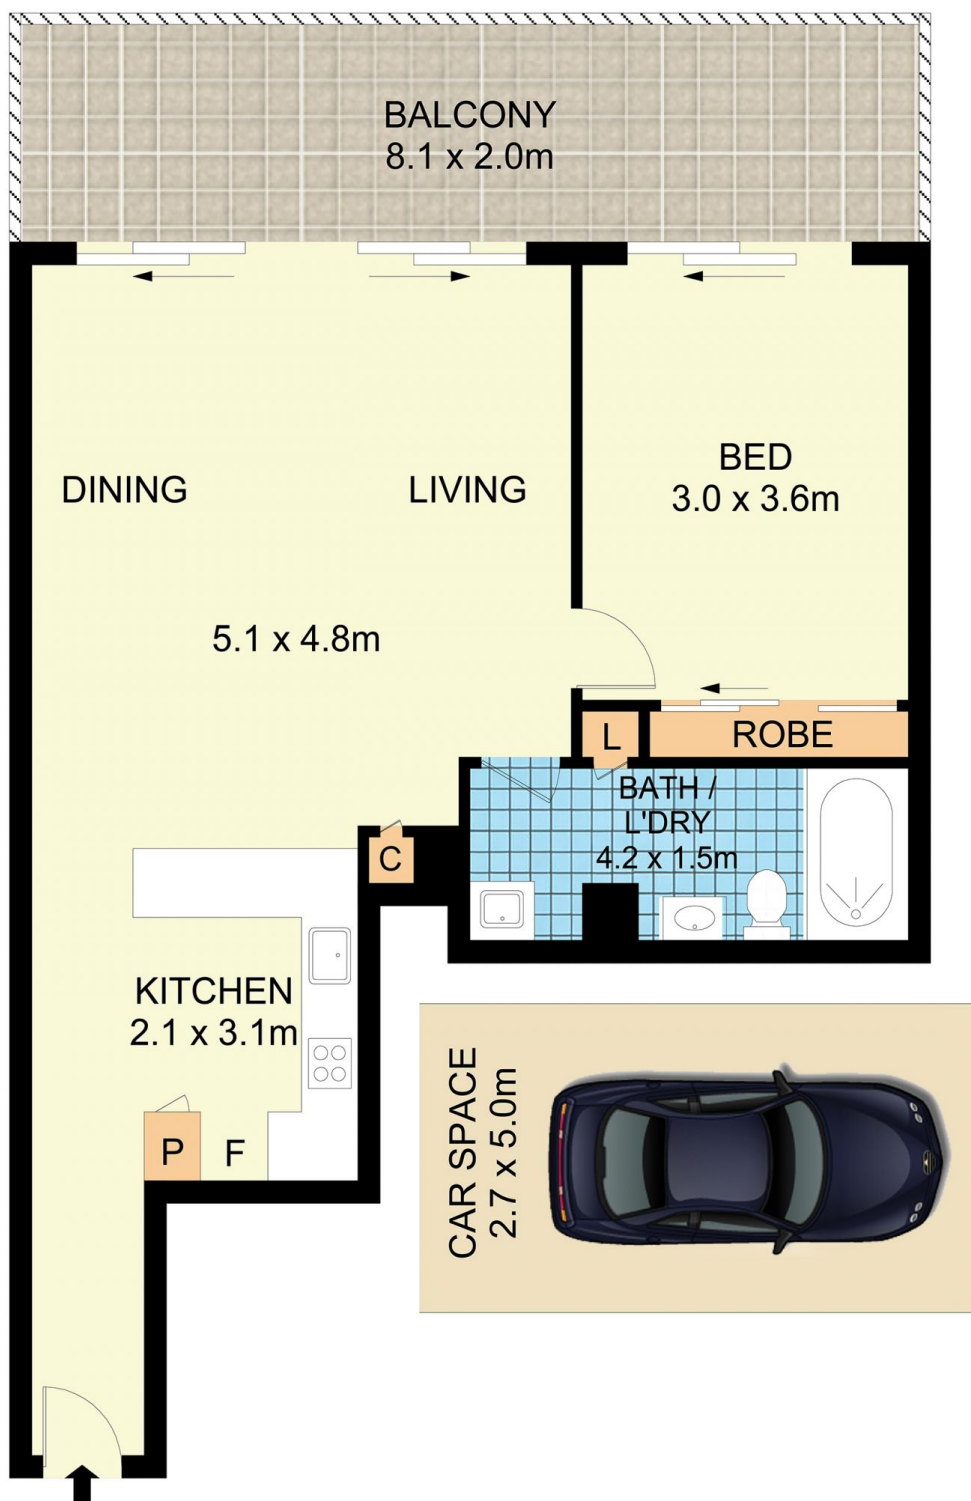 BALCONY
8.1 x 2.0m
DINING
LIVING
BED
3.0 x 3.6m
5.1 x 4.8m
L
ROBE
BATH /
L'DRY
4.2 x 1.5m
C
KITCHEN
2.1 x 3.1m
P
F
CAR SPACE
2.7 x 5.0m